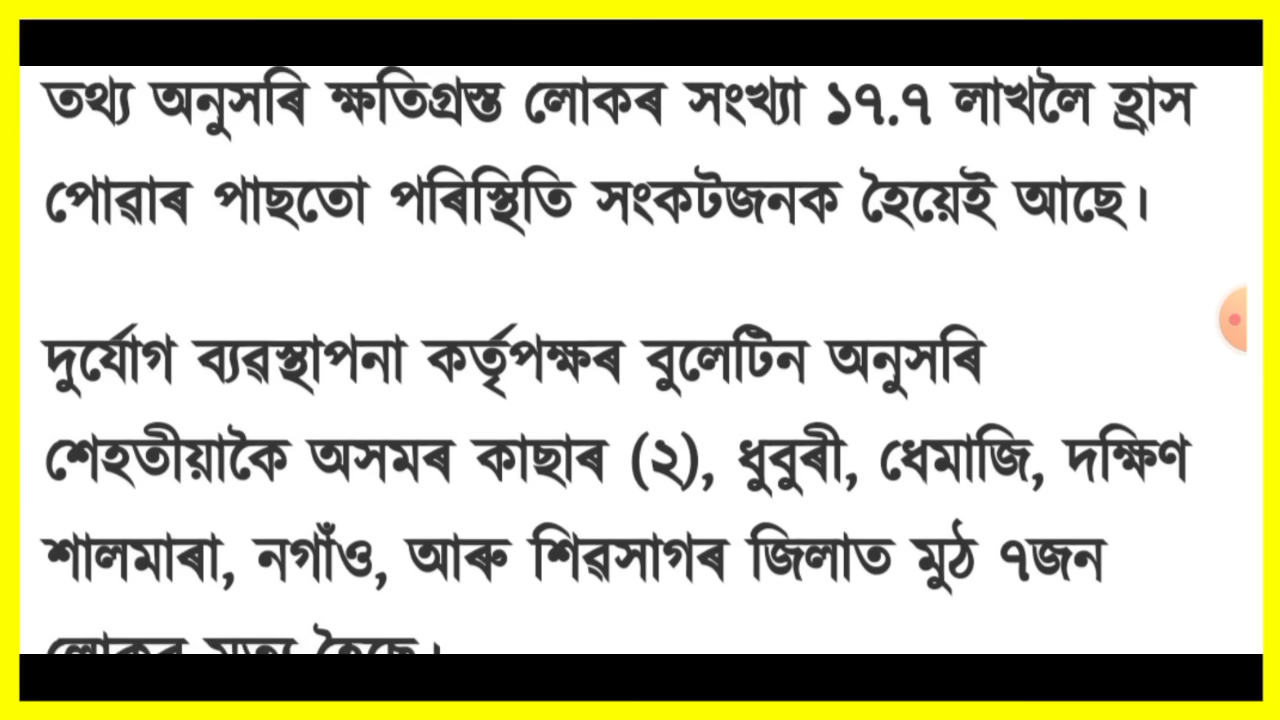 তথ্য অনুসৰি ক্ষতিগ্ৰস্ত লোকৰ সংখ্যা ১৭.৭ লাখলৈ হ্ৰাস
পোৱাৰ পাছতো পৰিস্থিতি সংকটজনক হৈয়েই আছে।
দুৰ্যোগ ব্যৱস্থাপনা কৰ্তৃপক্ষৰ বুলেটিন অনুসৰি
শেহতীয়াকৈ অসমৰ কাছাৰ (২), ধুবুৰী, ধেমাজি, দক্ষিণ
শালমাৰা, নগাঁও, আৰু শিৱসাগৰ জিলাত মুঠ ৭জন
লোকৰ মৃত্যু হৈছে।